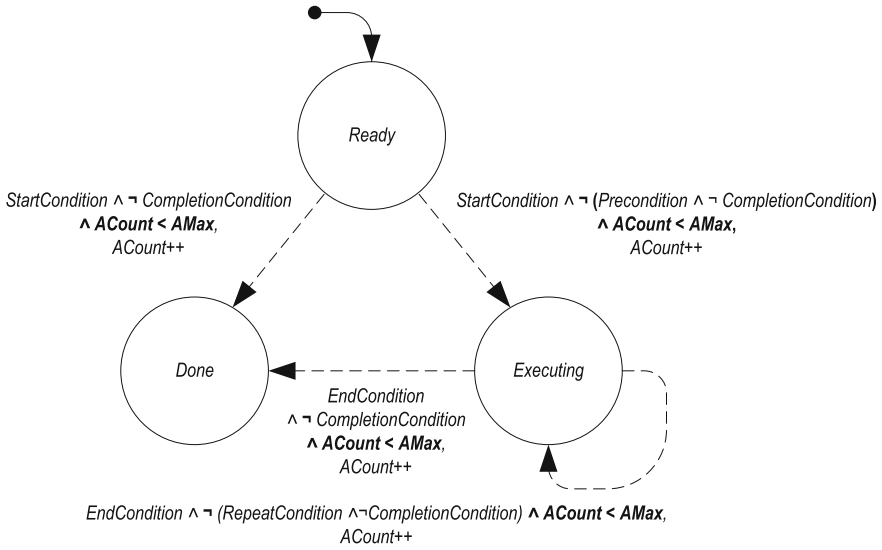 Ready
StartCondition ∧ ¬ CompletionCondition
∧ ACount < AMax,
ACount++
StartCondition ∧ ¬ (Precondition ∧ ¬ CompletionCondition)
∧ ACount < AMax,
ACount++
Done
Executing
EndCondition
∧ ¬ CompletionCondition
∧ ACount < AMax,
ACount++
EndCondition ∧ ¬ (RepeatCondition ∧¬CompletionCondition) ∧ ACount < AMax,
ACount++